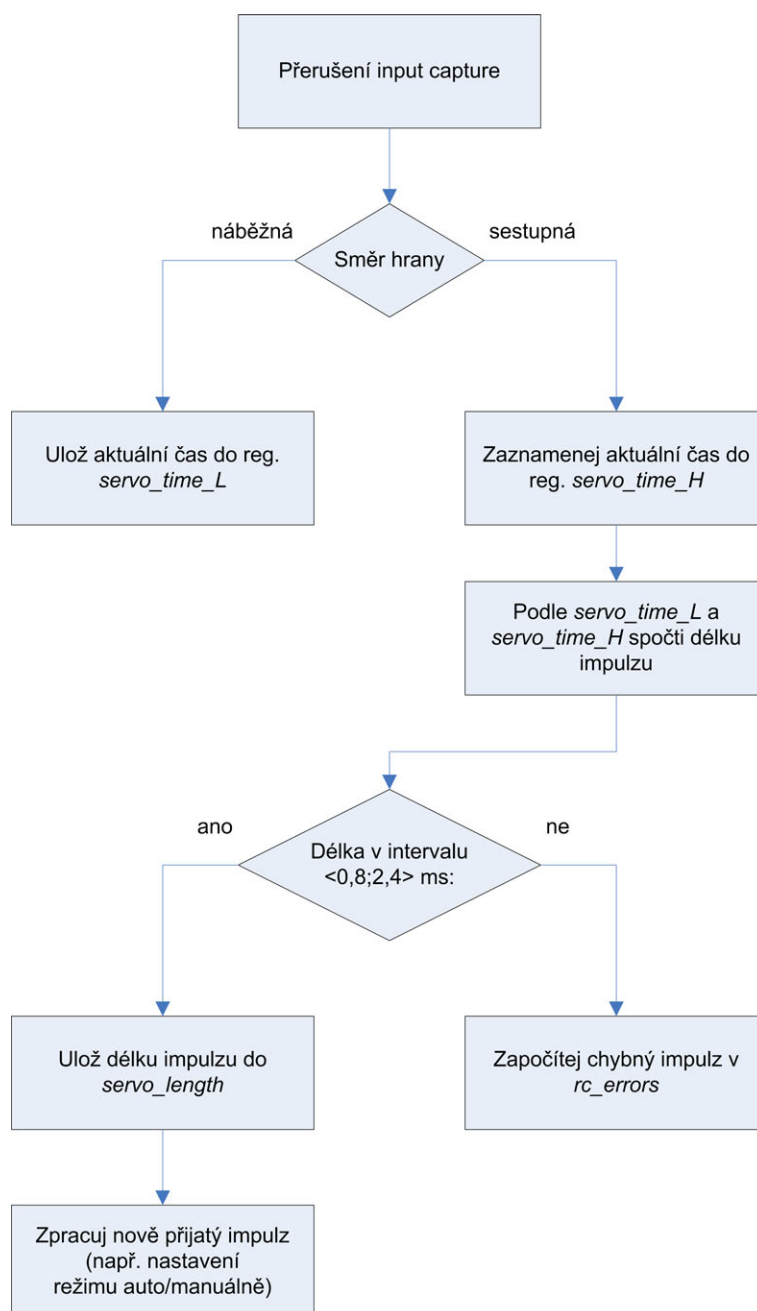 Přerušení input capture
náběžná
sestupná
Směr hrany
Ulož aktuální čas do reg.
servo_time_L
Zaznamenej aktuální čas do
reg. servo_time_H
Podle servo_time_L a
servo_time_H spočti délku
impulzu
ano
ne
Délka v intervalu
<0,8;2,4> ms:
Ulož délku impulzu do
servo_length
Započítej chybný impulz v
rc_errors
Zpracuj nově přijatý impulz
(např. nastavení
režimu auto/manuálně)